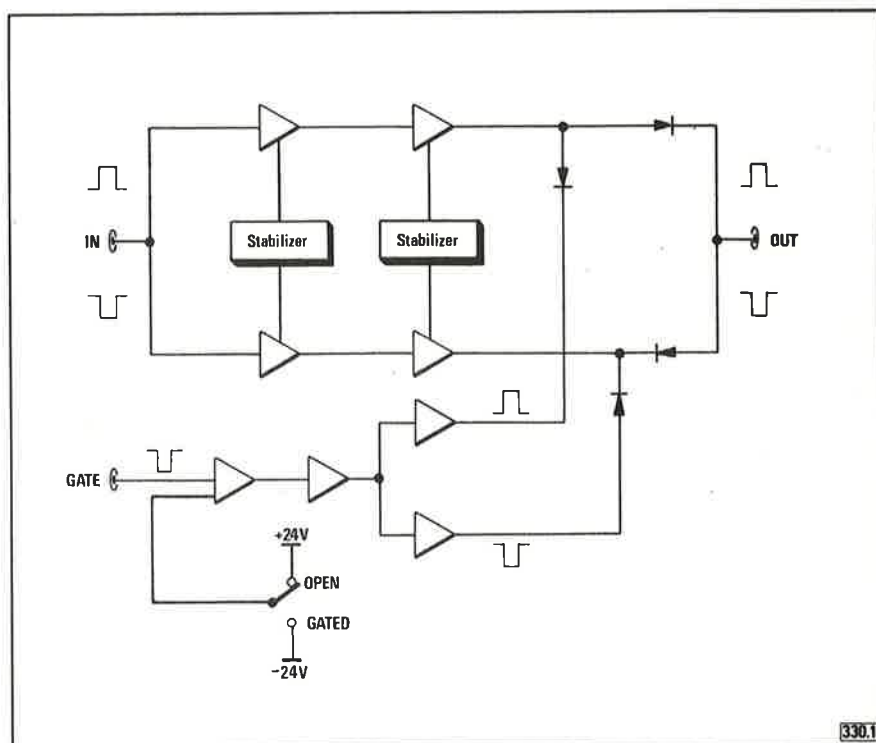 Stabilizer
Stabilizer
IN
OUT
GATE
+24V
OPEN
GATED
-24V
330.1